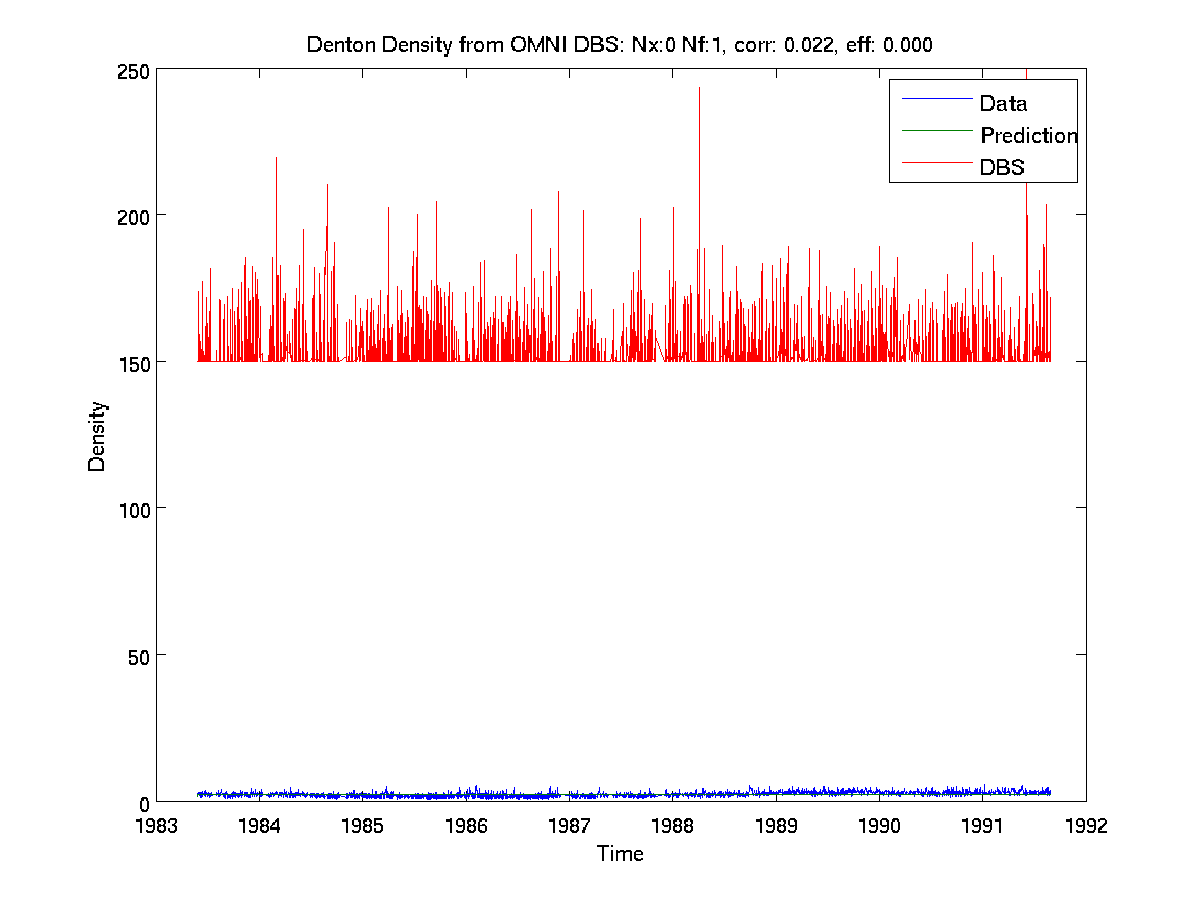 Denton Density from OMNI DBS: Nx:0 Nf:1, corr: 0.022, eff: 0.000
250
200
150
100
50
0
Density
Data
Prediction
DBS
1983 1984 1985 1986 1987 1988 1989 1990 1991 1992
Time